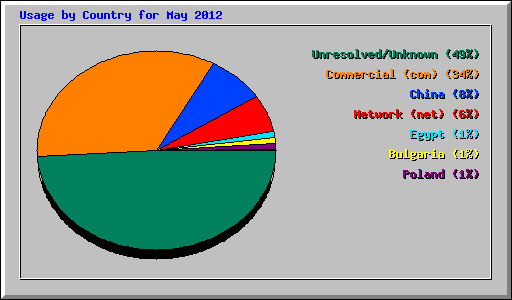 Usage by Country for May 2012
Unresolved/Unknown (49%)
Commercial (com) (34%)
China (8%)
Network (net) (6%)
Egypt (1%)
Bulgaria (1%)
Poland (1%)